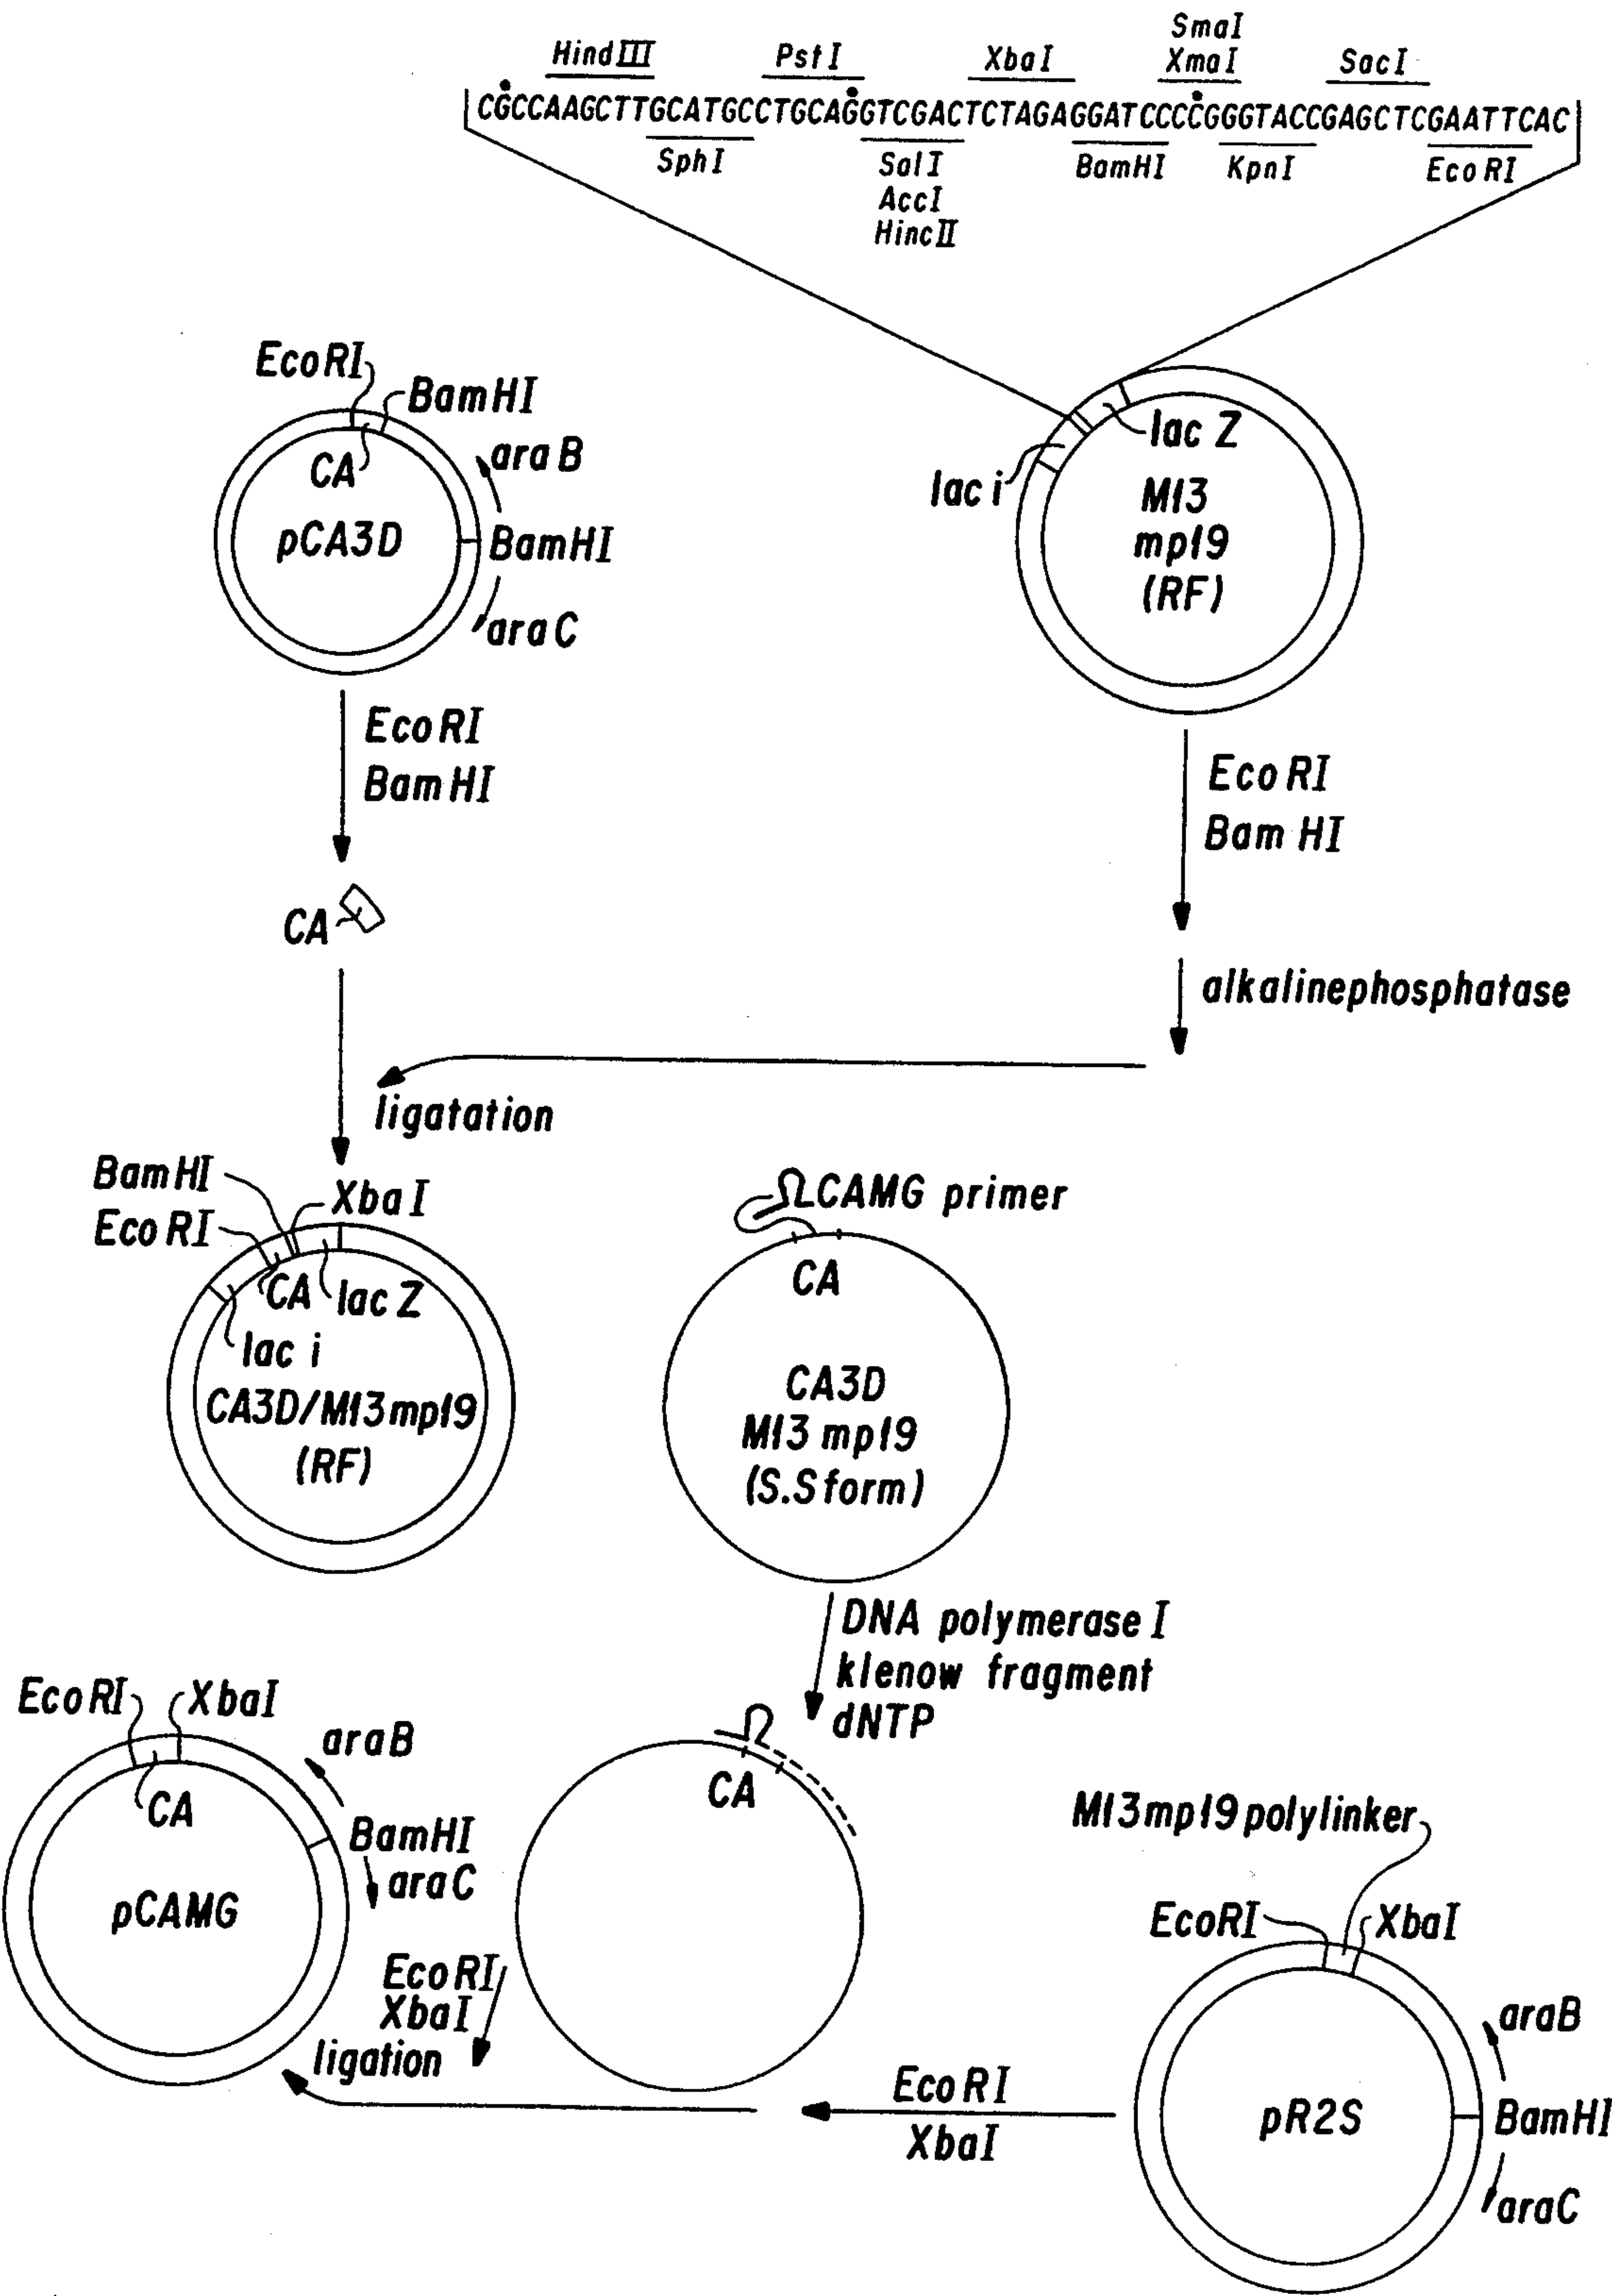 SmaI
HindIII PstI XbaI XmaI SacI
CGCCAAGCTTGCATGCCTGCAGGTCGACTCTAGAGGATCCCCGGGTACCGAGCTCGAATTCAC
SphI SalI BamHI KpnI EcoRI
AccI
HincII
EcoRI
BamHI
CA
araB
pCA3D
BamHI
araC
lac Z
lac i
M13
mp19
(RF)
EcoRI
BamHI
EcoRI
Bam HI
CA
alkalinephosphatase
ligatation
BamHI
XbaI
EcoRI
CA
lac Z
lac i
CA3D/M13mp19
(RF)
CAMG primer
CA
CA3D
M13 mp19
(S.S form)
DNA polymerase I
klenow fragment
dNTP
EcoRI
XbaI
araB
CA
BamHI
araC
pCAMG
CA
EcoRI
XbaI
ligation
M13mp19 polylinker
EcoRI
XbaI
araB
pR2S
BamHI
araC
EcoRI
XbaI